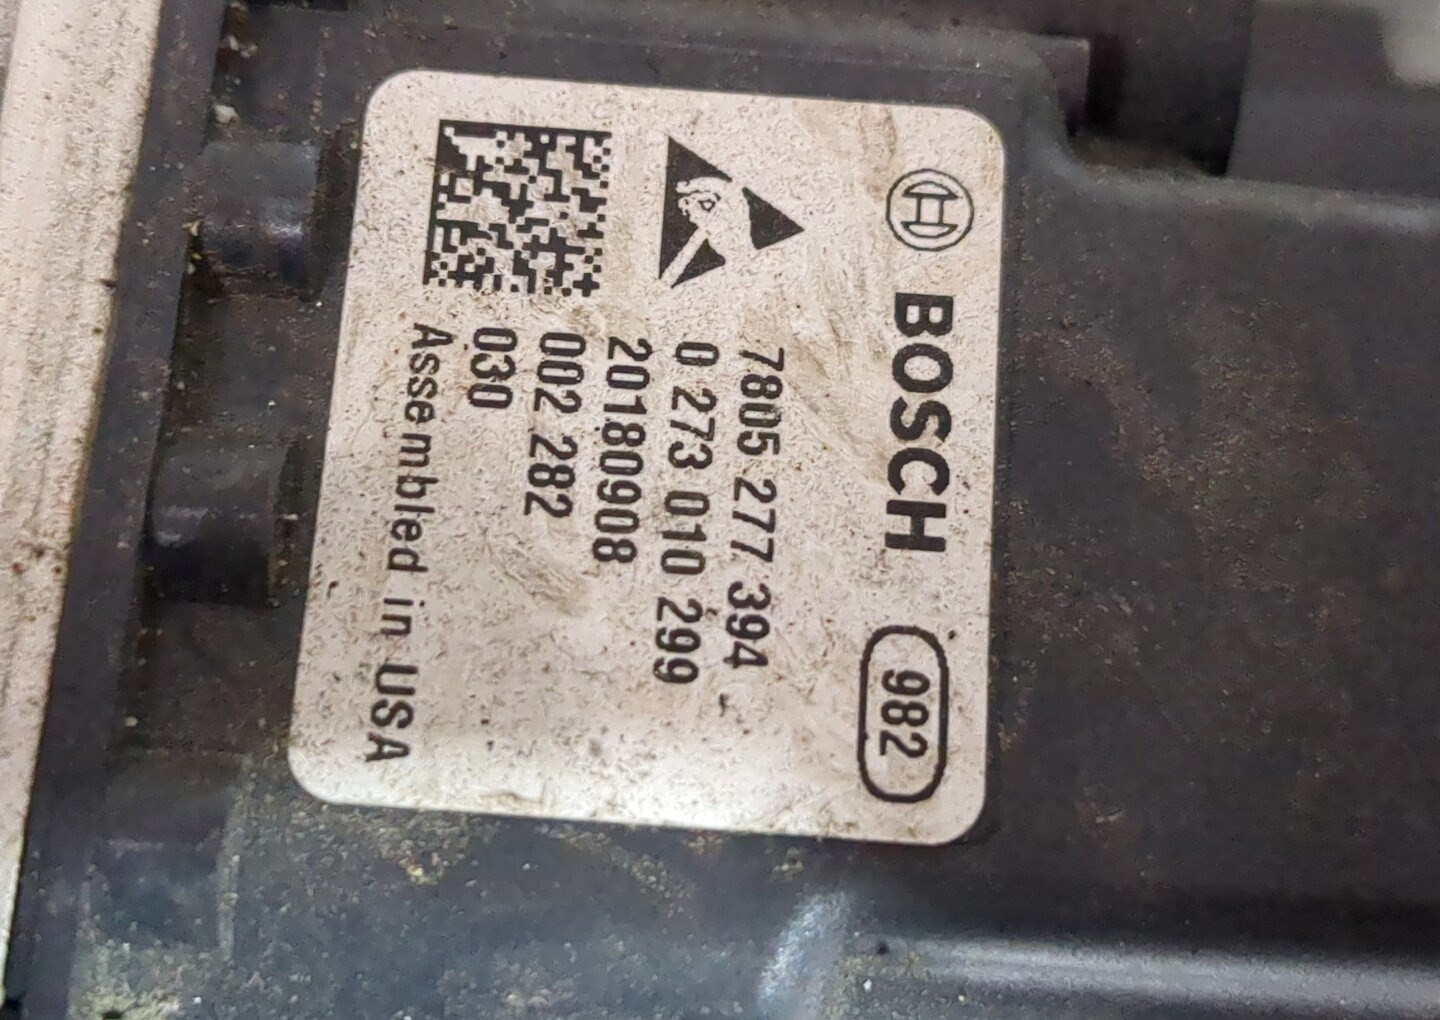 BOSCH 982
7805 277 394
0 273 010 299
20180908
002 282
030
Assembled in USA